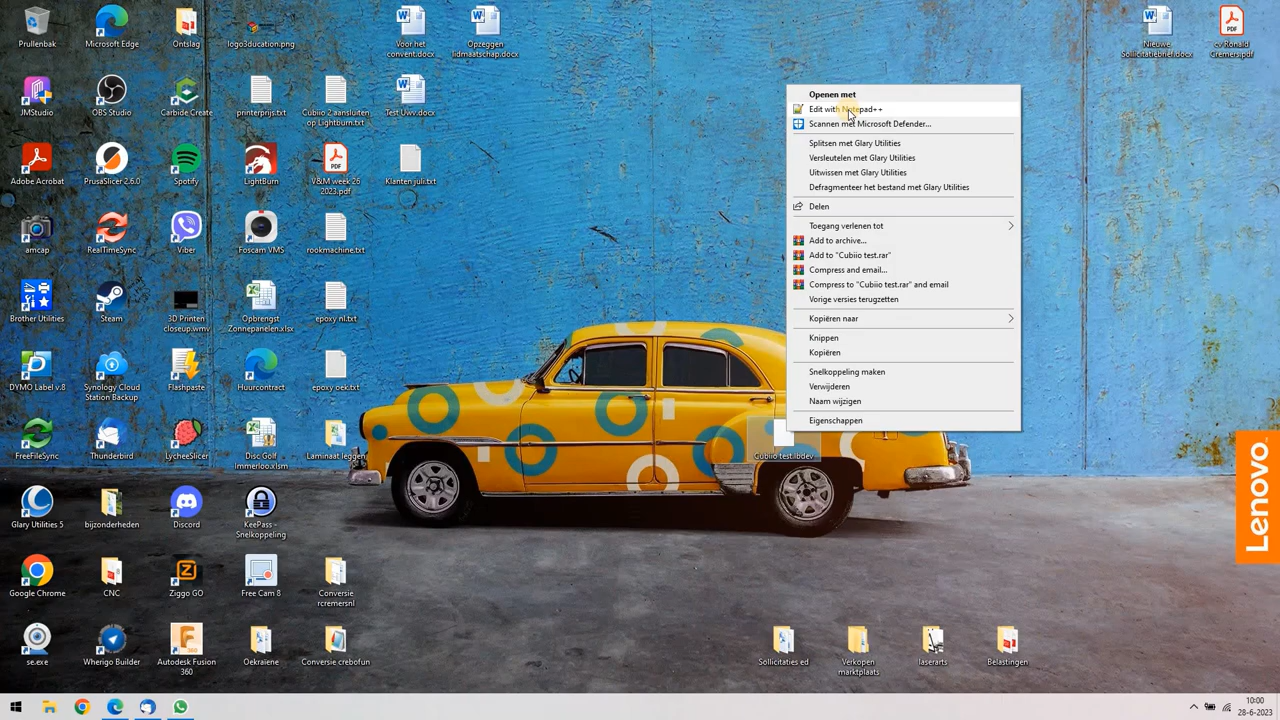 Prullenbak
Microsoft Edge
Ontslag
logo3ducation.png
Voor het
convent.docx
Opzeggen
lidmaatschap.docx
Nieuwe
Sollicitatiebrief.docx
cv Ronald
Cremers.pdf
JMStudio
OBS Studio
Carbide Create
printerprijs.txt
Cubiio 2 aansluiten
op Lightburn.txt
Test Uwv.docx
Adobe Acrobat
PrusaSlicer 2.6.0
Spotify
LightBurn
V&M week 26
2023.pdf
Klanten juli.txt
amcap
RealTimeSync
Viber
Foscam VMS
rookmachine.txt
Brother Utilities
Steam
3D Printen
closeup.wmv
Opbrengst
Zonnepanelen.xlsx
epoxy nl.txt
DYMO Label v.8
Synology Cloud
Station Backup
Flashpaste
Huurcontract
epoxy oek.txt
FreeFileSync
Thunderbird
LycheeSlicer
Disc Golf
Immerloo.xlsm
Laminaat leggen
Glary Utilities 5
bijzonderheden
Discord
KeePass -
Snelkoppeling
Google Chrome
CNC
Ziggo GO
Free Cam 8
Conversie
rcremersnl
se.exe
Wherigo Builder
Autodesk Fusion
360
Oekraïene
Conversie crebofun
Openen met
Edit with Notepad++
Scannen met Microsoft Defender...
Splitsen met Glary Utilities
Versleutelen met Glary Utilities
Uitwissen met Glary Utilities
Defragmenteer het bestand met Glary Utilities
Delen
Toegang verlenen tot
Add to archive...
Add to "Cubiio test.rar"
Compress and email...
Compress to "Cubiio test.rar" and email
Vorige versies terugzetten
Kopiëren naar
Knippen
Kopiëren
Snelkoppeling maken
Verwijderen
Naam wijzigen
Eigenschappen
Cubiio test.lbdev
Lenovo
Sollicitaties ed
Verkopen
marktplaats
laserarts
Belastingen
10:00
28-6-2023